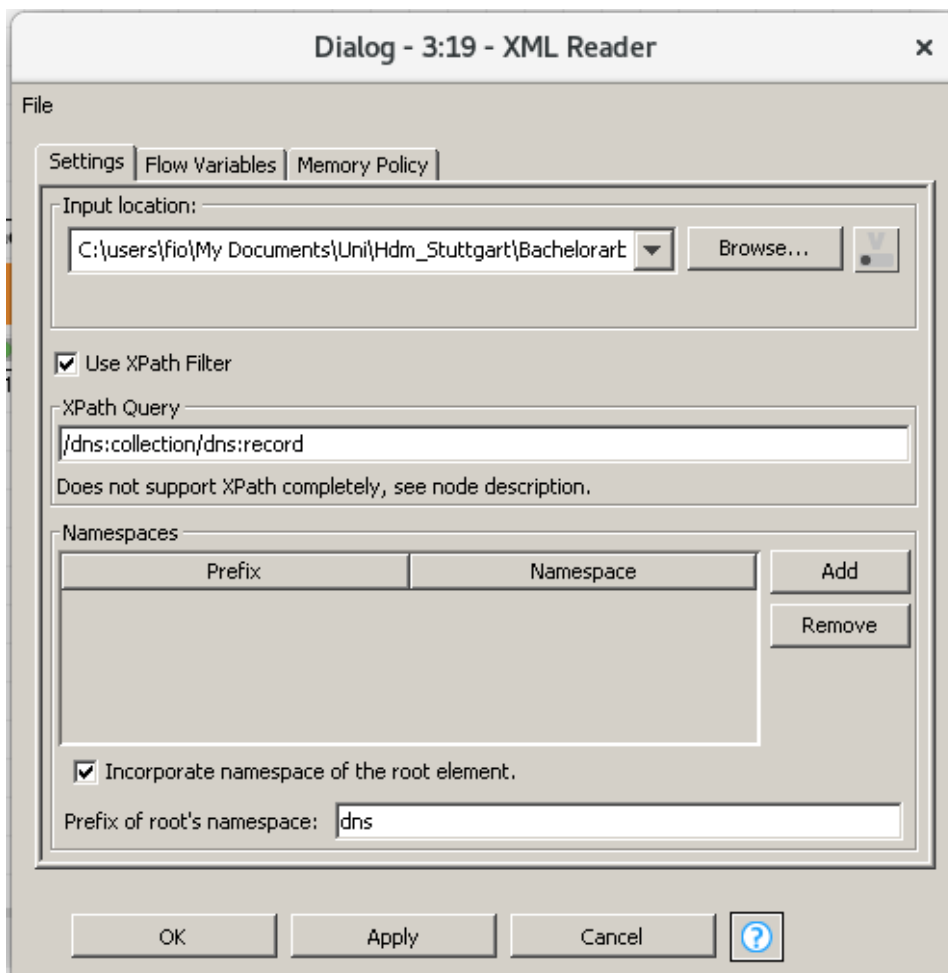 Dialog - 3:19 - XML Reader ×
File
Settings Flow Variables Memory Policy
Input location:
C:\users\fio\My Documents\Uni\Hdm_Stuttgart\Bachelorart Browse... V
Use XPath Filter
XPath Query
/dns:collection/dns:record
Does not support XPath completely, see node description.
Namespaces
Prefix Namespace Add
Remove
Incorporate namespace of the root element.
Prefix of root's namespace: dns
OK Apply Cancel ?